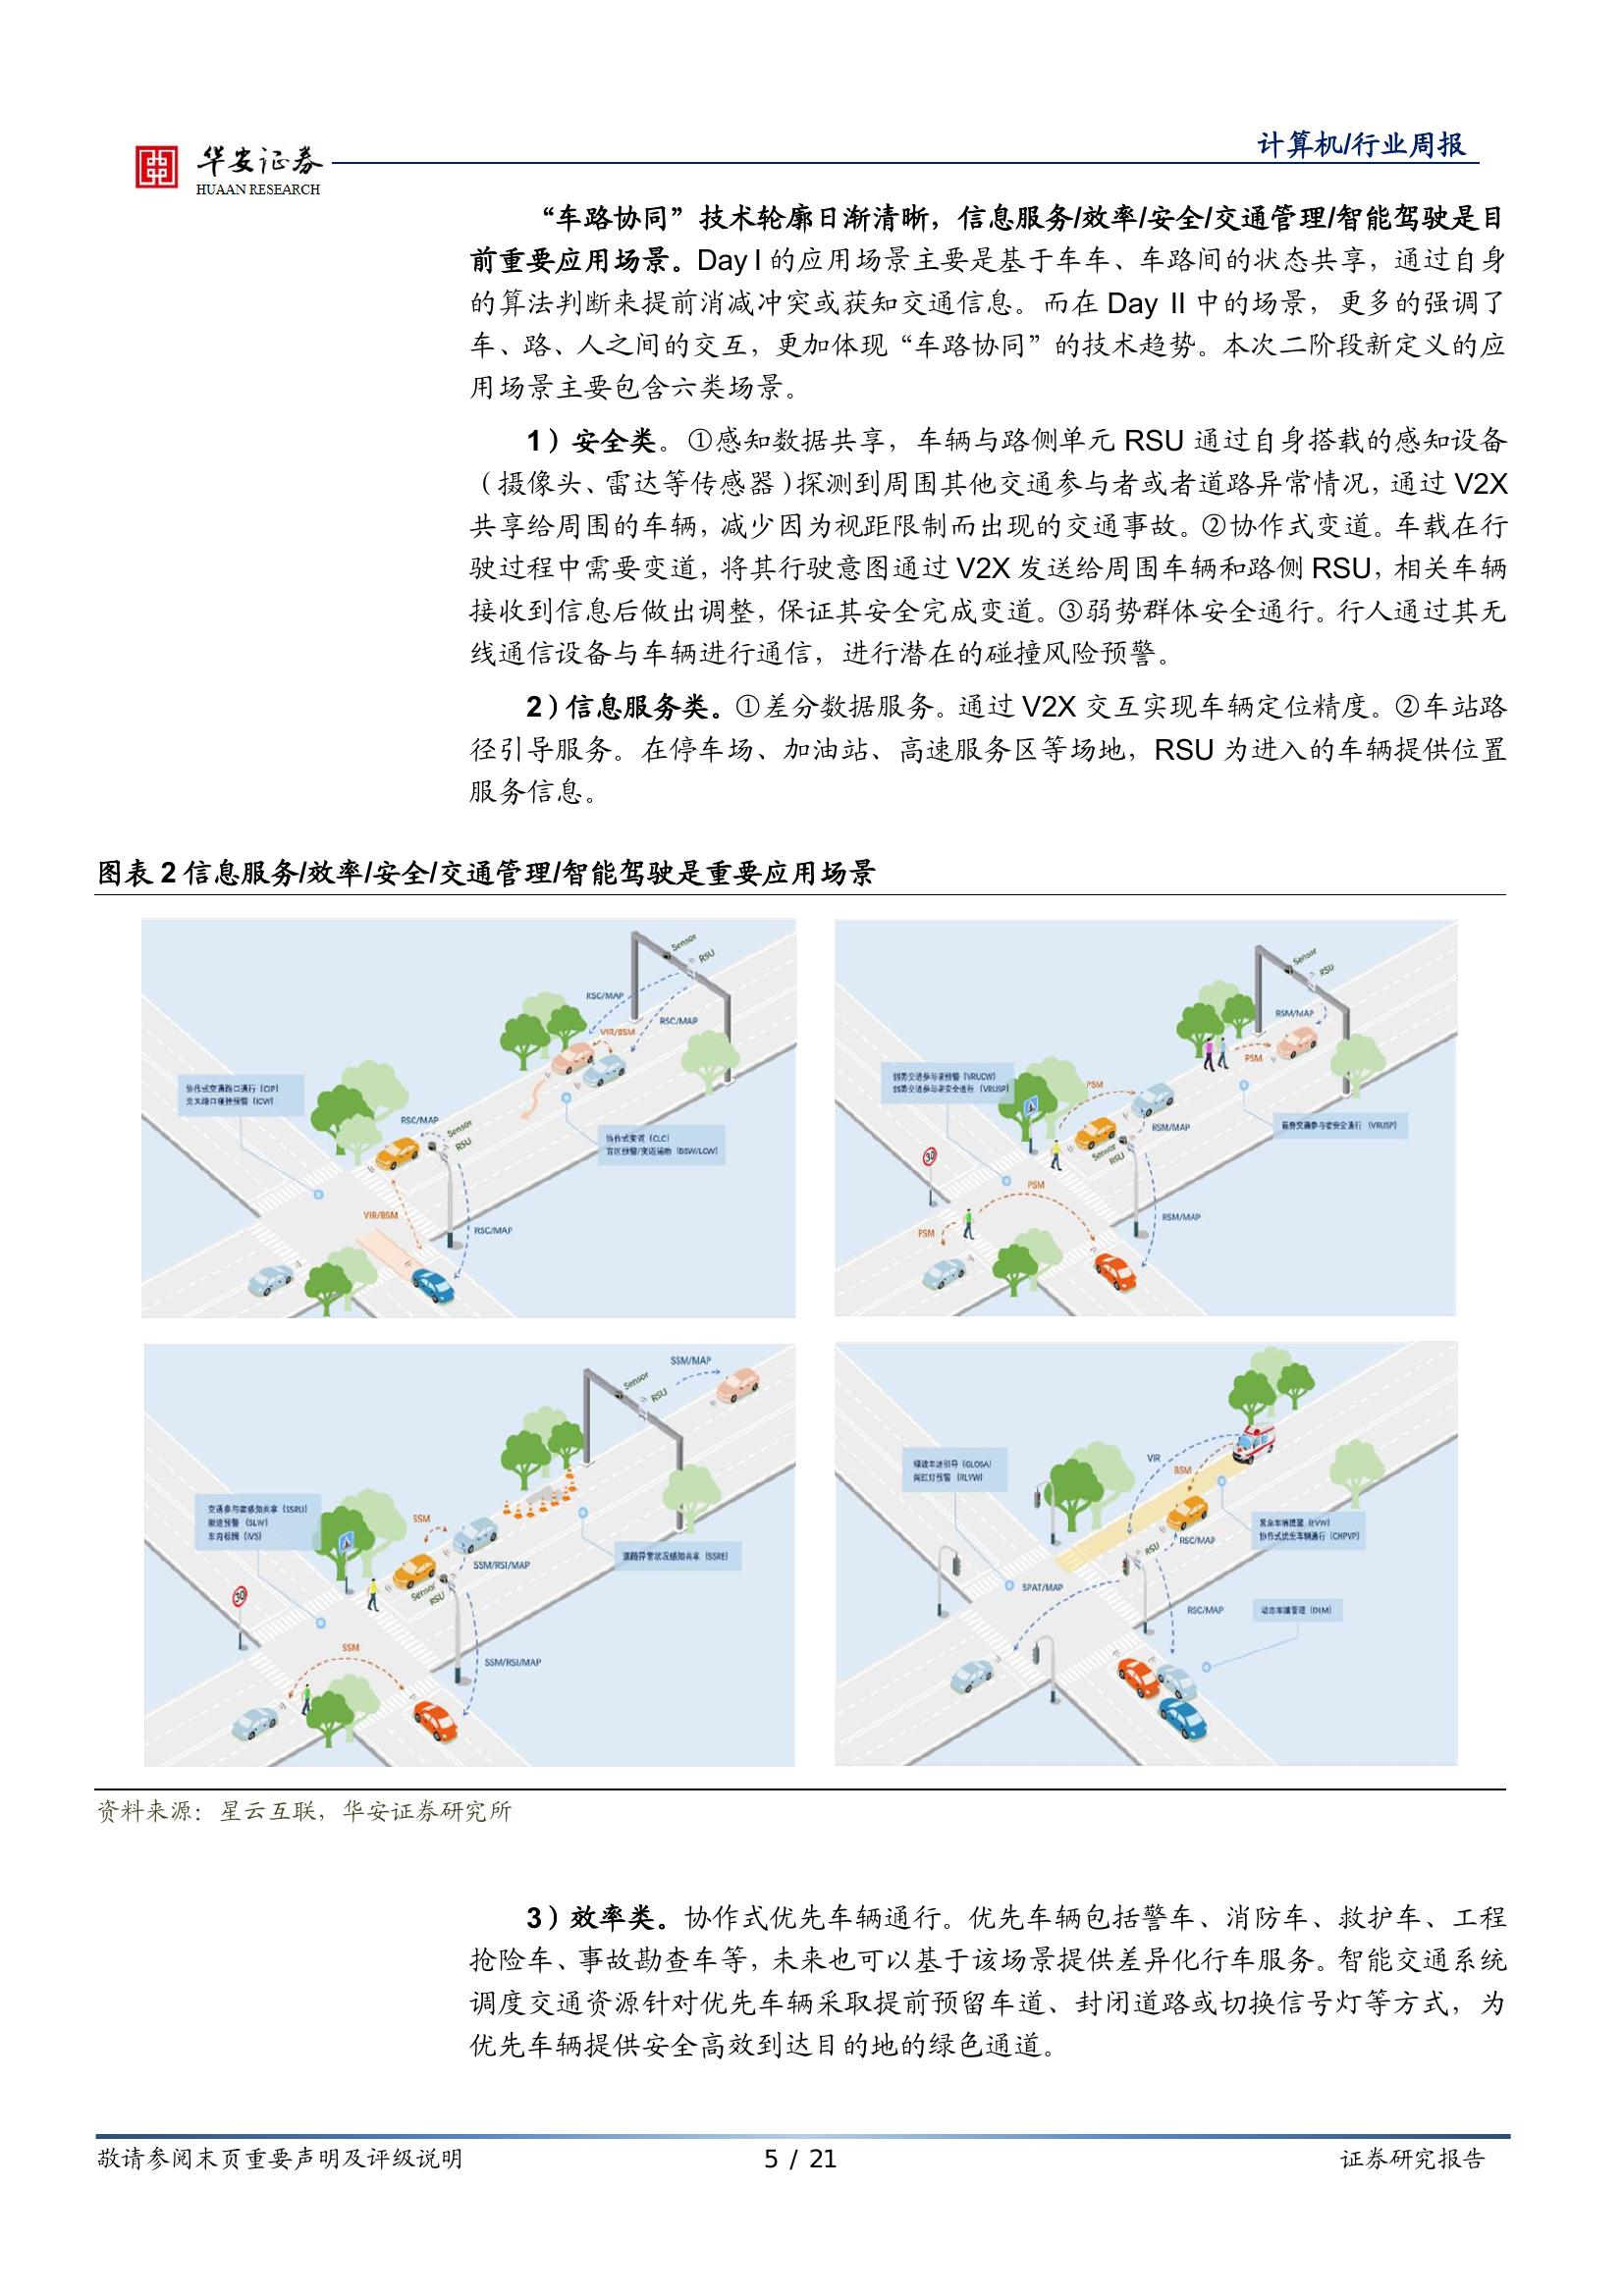 华安证券
HUAAN RESEARCH
计算机/行业周报
“车路协同”技术轮廓日渐清晰，信息服务/效率/安全/交通管理/智能驾驶是目
前重要应用场景。Day I 的应用场景主要是基于车车、车路间的状态共享，通过自身
的算法判断来提前消减冲突或获知交通信息。而在 Day II 中的场景，更多的强调了
车、路、人之间的交互，更加体现“车路协同”的技术趋势。本次二阶段新定义的应
用场景主要包含六类场景。
1）安全类。①感知数据共享，车辆与路侧单元 RSU 通过自身搭载的感知设备
（摄像头、雷达等传感器）探测到周围其他交通参与者或者道路异常情况，通过 V2X
共享给周围的车辆，减少因为视距限制而出现的交通事故。②协作式变道。车载在行
驶过程中需要变道，将其行驶意图通过 V2X 发送给周围车辆和路侧 RSU，相关车辆
接收到信息后做出调整，保证其安全完成变道。③弱势群体安全通行。行人通过其无
线通信设备与车辆进行通信，进行潜在的碰撞风险预警。
2）信息服务类。①差分数据服务。通过 V2X 交互实现车辆定位精度。②车站路
径引导服务。在停车场、加油站、高速服务区等场地，RSU 为进入的车辆提供位置
服务信息。
图表 2 信息服务/效率/安全/交通管理/智能驾驶是重要应用场景
Sensor
RSU
RSC/MAP
RSC/MAP
VIR/BSM
协作式交通路口通行（CIP）
交叉路口碰撞预警（ICW）
RSC/MAP
Sensor
RSU
协作式变道（CLC）
盲区预警/变道辅助（BSW/LCW）
VIR/BSM
RSC/MAP
Sensor
RSU
RSM/MAP
PSM
弱势交通参与者预警（VRUCW）
弱势交通参与者安全通行（VRUSP）
PSM
RSM/MAP
弱势交通参与者安全通行（VRUSP）
Sensor
RSU
30
PSM
PSM
RSM/MAP
SSM/MAP
Sensor
RSU
交通参与者感知共享（SSRU）
限速预警（SLW）
车内标牌（IVS）
SSM
SSM/RSI/MAP
道路异常状况感知共享（SSRE）
Sensor
RSU
30
SSM
SSM/RSI/MAP
VIR
BSM
绿波车速引导（GLOSA）
闯红灯预警（RLVW）
紧急车辆提醒（EVW）
协作式优先车辆通行（CHPVP）
RSC/MAP
RSU
SPAT/MAP
RSC/MAP
动态车道管理（DLM）
资料来源：星云互联，华安证券研究所
3）效率类。协作式优先车辆通行。优先车辆包括警车、消防车、救护车、工程
抢险车、事故勘查车等，未来也可以基于该场景提供差异化行车服务。智能交通系统
调度交通资源针对优先车辆采取提前预留车道、封闭道路或切换信号灯等方式，为
优先车辆提供安全高效到达目的地的绿色通道。
敬请参阅末页重要声明及评级说明
5 / 21
证券研究报告